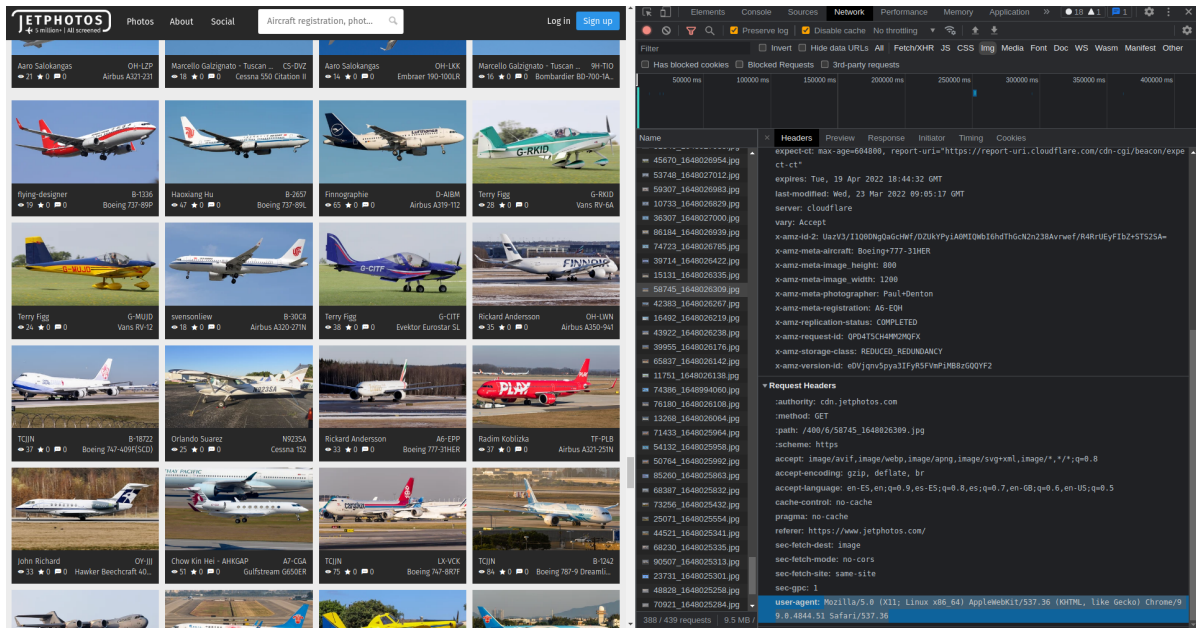 JETPHOTOS
5 million+ | All screened
Photos
About
Social
Aircraft registration, phot...
Log in
Sign up
Aaro Salokangas OH-LZP
21 0 0 Airbus A321-231
Marcello Galzignato - Tuscan ... CS-DVZ
18 0 0 Cessna 550 Citation II
Aaro Salokangas OH-LKK
14 0 0 Embraer 190-100LR
Marcello Galzignato - Tuscan ... 9H-TIO
16 0 0 Bombardier BD-700-1A...
Lufthansa
G-RKID
flying-designer B-1336
19 0 0 Boeing 737-89P
Haoxiang Hu B-2657
47 0 0 Boeing 737-89L
Finnographie D-AIBM
65 0 0 Airbus A319-112
Terry Figg G-RKID
28 0 0 Vans RV-6A
G-MUJD
G-CITF
FINNAIR
Terry Figg G-MUJD
24 0 0 Vans RV-12
svensonliew B-30C8
18 0 0 Airbus A320-271N
Terry Figg G-CITF
38 0 0 Evektor Eurostar SL
Rickard Andersson OH-LWN
35 0 0 Airbus A350-941
N923SA
PLAY
TCJJN B-18722
37 0 0 Boeing 747-409F(SCD)
Orlando Suarez N923SA
25 0 0 Cessna 152
Rickard Andersson A6-EPP
33 0 0 Boeing 777-31HER
Radim Koblizka TF-PLB
37 0 0 Airbus A321-251N
CATHAY PACIFIC
cargolux
John Richard OY-JJJ
33 0 0 Hawker Beechcraft 40...
Chow Kin Hei - AHKGAP A7-CGA
51 0 0 Gulfstream G650ER
TCJJN LX-VCK
75 0 0 Boeing 747-8R7F
TCJJN B-1242
84 0 0 Boeing 787-9 Dreamli...
Elements Console Sources Network Performance Memory Application » 18 1 1
Preserve log Disable cache No throttling
Filter Invert Hide data URLs All Fetch/XHR JS CSS Img Media Font Doc WS Wasm Manifest Other
Has blocked cookies Blocked Requests 3rd-party requests
50000 ms 100000 ms 150000 ms 200000 ms 250000 ms 300000 ms 350000 ms 400000 ms
Name
45670_1648026954.jpg
53748_1648027012.jpg
59307_1648026983.jpg
10733_1648026829.jpg
36307_1648027000.jpg
86184_1648026939.jpg
74723_1648026785.jpg
39714_1648026422.jpg
15131_1648026335.jpg
58745_1648026309.jpg
42383_1648026267.jpg
16492_1648026219.jpg
43922_1648026238.jpg
39955_1648026176.jpg
65837_1648026142.jpg
11751_1648026138.jpg
74386_1648994060.jpg
76180_1648026108.jpg
13268_1648026064.jpg
71433_1648025964.jpg
54132_1648025958.jpg
50764_1648025992.jpg
85260_1648025863.jpg
68387_1648025832.jpg
73256_1648025432.jpg
25071_1648025554.jpg
44521_1648025341.jpg
68230_1648025335.jpg
90507_1648025313.jpg
23731_1648025301.jpg
48828_1648025258.jpg
70921_1648025284.jpg
388 / 439 requests 9.5 MB /
Headers Preview Response Initiator Timing Cookies
expect-ct: max-age=604800, report-uri="https://report-uri.cloudflare.com/cdn-cgi/beacon/expe
ct-ct"
expires: Tue, 19 Apr 2022 18:44:32 GMT
last-modified: Wed, 23 Mar 2022 09:05:17 GMT
server: cloudflare
vary: Accept
x-amz-id-2: UazV3/I1Q0DNgQaGcHWf/DZUkYPyiA0MIQWbI6hdThGcN2n238Avrwef/R4RrUEyFIbZ+STS2SA=
x-amz-meta-aircraft: Boeing+777-31HER
x-amz-meta-image_height: 800
x-amz-meta-image_width: 1200
x-amz-meta-photographer: Paul+Denton
x-amz-meta-registration: A6-EQH
x-amz-replication-status: COMPLETED
x-amz-request-id: QPD4T5CH4MM2MQFX
x-amz-storage-class: REDUCED_REDUNDANCY
x-amz-version-id: eDVjqnv5pya3IFyR5FVmPiMB8zGQQYF2
Request Headers
:authority: cdn.jetphotos.com
:method: GET
:path: /400/6/58745_1648026309.jpg
:scheme: https
accept: image/avif,image/webp,image/apng,image/svg+xml,image/*,*/*;q=0.8
accept-encoding: gzip, deflate, br
accept-language: en-ES,en;q=0.9,es-ES;q=0.8,es;q=0.7,en-GB;q=0.6,en-US;q=0.5
cache-control: no-cache
pragma: no-cache
referer: https://www.jetphotos.com/
sec-fetch-dest: image
sec-fetch-mode: no-cors
sec-fetch-site: same-site
sec-gpc: 1
user-agent: Mozilla/5.0 (X11; Linux x86_64) AppleWebKit/537.36 (KHTML, like Gecko) Chrome/9
9.0.4844.51 Safari/537.36